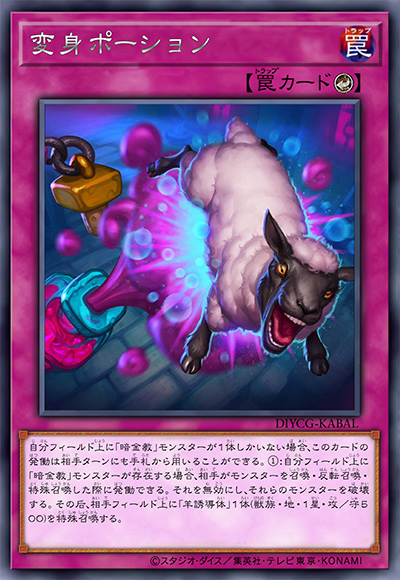 変身ポーション
トラップ
罠
【罠カード】
トラップ
DIYCG-KABAL
自分フィールド上に「暗金教」モンスターが1体しかいない場合、このカードの
発動は相手ターンにも手札から用いることができる。①:自分フィールド上に
「暗金教」モンスターが存在する場合、相手がモンスターを召喚・反転召喚・
特殊召喚した際に発動できる。それを無効にし、それらのモンスターを破壊
する。その后、相手フィールド上に「羊誘導体」1体(獣族・地・1星・攻/守5
00)を特殊召喚する。
©スタジオ・ダイス/集英社・テレビ東京・KONAMI